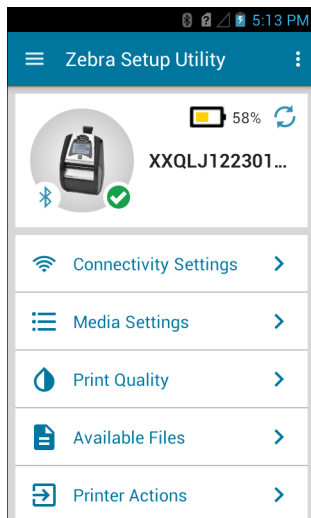 5:13 PM
Zebra Setup Utility
58%
XXQLJ122301...
Connectivity Settings
Media Settings
Print Quality
Available Files
Printer Actions